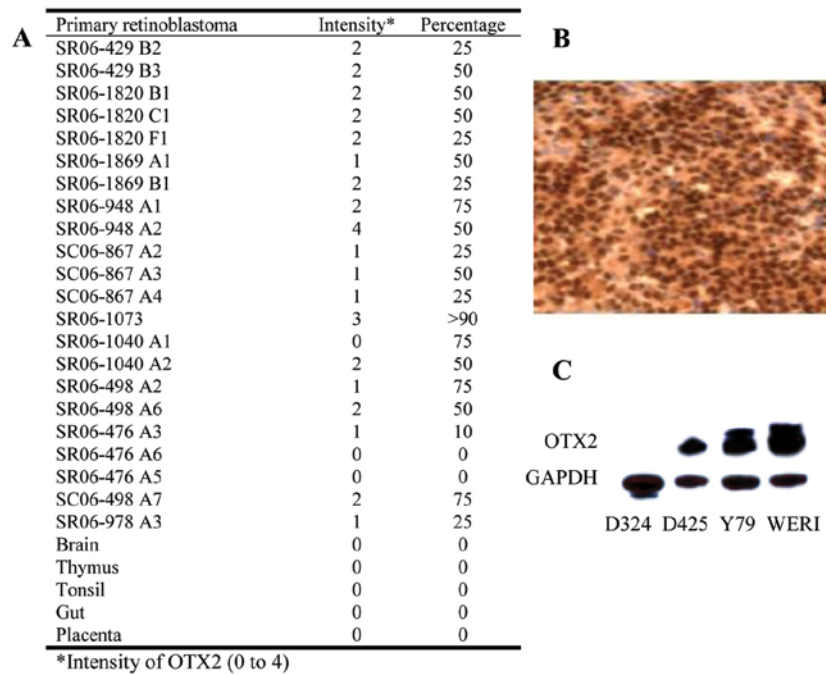 A
Primary retinoblastoma Intensity* Percentage
SR06-429 B2 2 25
SR06-429 B3 2 50
SR06-1820 B1 2 50
SR06-1820 C1 2 50
SR06-1820 F1 2 25
SR06-1869 A1 1 50
SR06-1869 B1 2 25
SR06-948 A1 2 75
SR06-948 A2 4 50
SC06-867 A2 1 25
SC06-867 A3 1 50
SC06-867 A4 1 25
SR06-1073 3 >90
SR06-1040 A1 0 75
SR06-1040 A2 2 50
SR06-498 A2 1 75
SR06-498 A6 2 50
SR06-476 A3 1 10
SR06-476 A6 0 0
SR06-476 A5 0 0
SC06-498 A7 2 75
SR06-978 A3 1 25
Brain 0 0
Thymus 0 0
Tonsil 0 0
Gut 0 0
Placenta 0 0
*Intensity of OTX2 (0 to 4)
B
C
OTX2
GAPDH
D324 D425 Y79 WERI